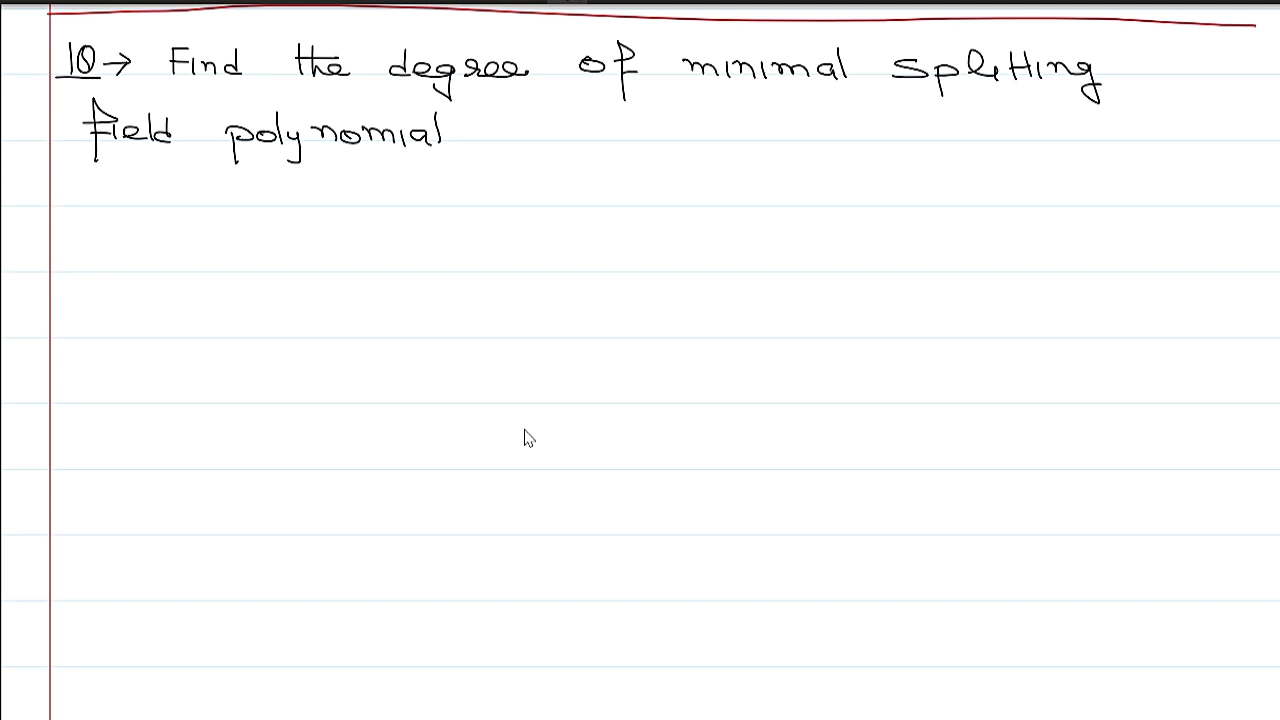 10→ Find the degree of minimal splitting
field polynomial